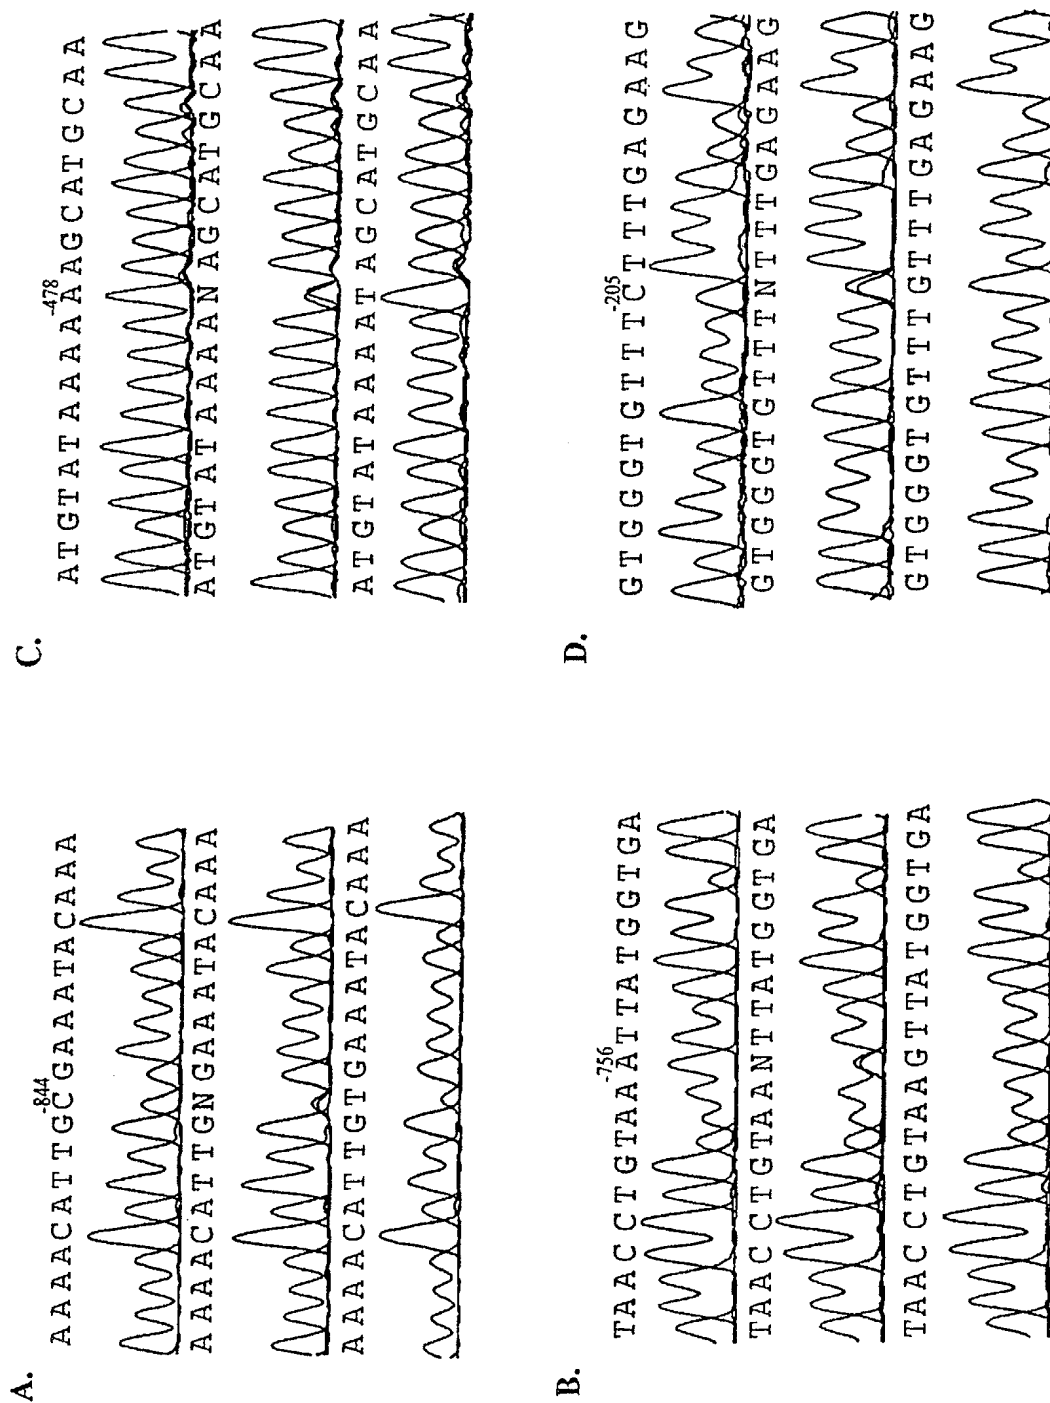 A.
-844
AAAACATTGCGAAATACAAA
AAAACATTGNGAAATACAAA
AAAACATTGTGAAATACAAA
B.
-756
TAACCTGTAAATTATGGTGA
TAACCTGTAANTTATGGTGA
TAACCTGTAAGTTATGGTGA
C.
-478
ATGTATAAAAAAGCATGCAA
ATGTATAAAANAGCATGCAA
ATGTATAAAATAGCATGCAA
D.
-205
GTGGGTGTTTCTTTGAGAAG
GTGGGTGTTTNTTTGAGAAG
GTGGGTGTTTGTTTGAGAAG